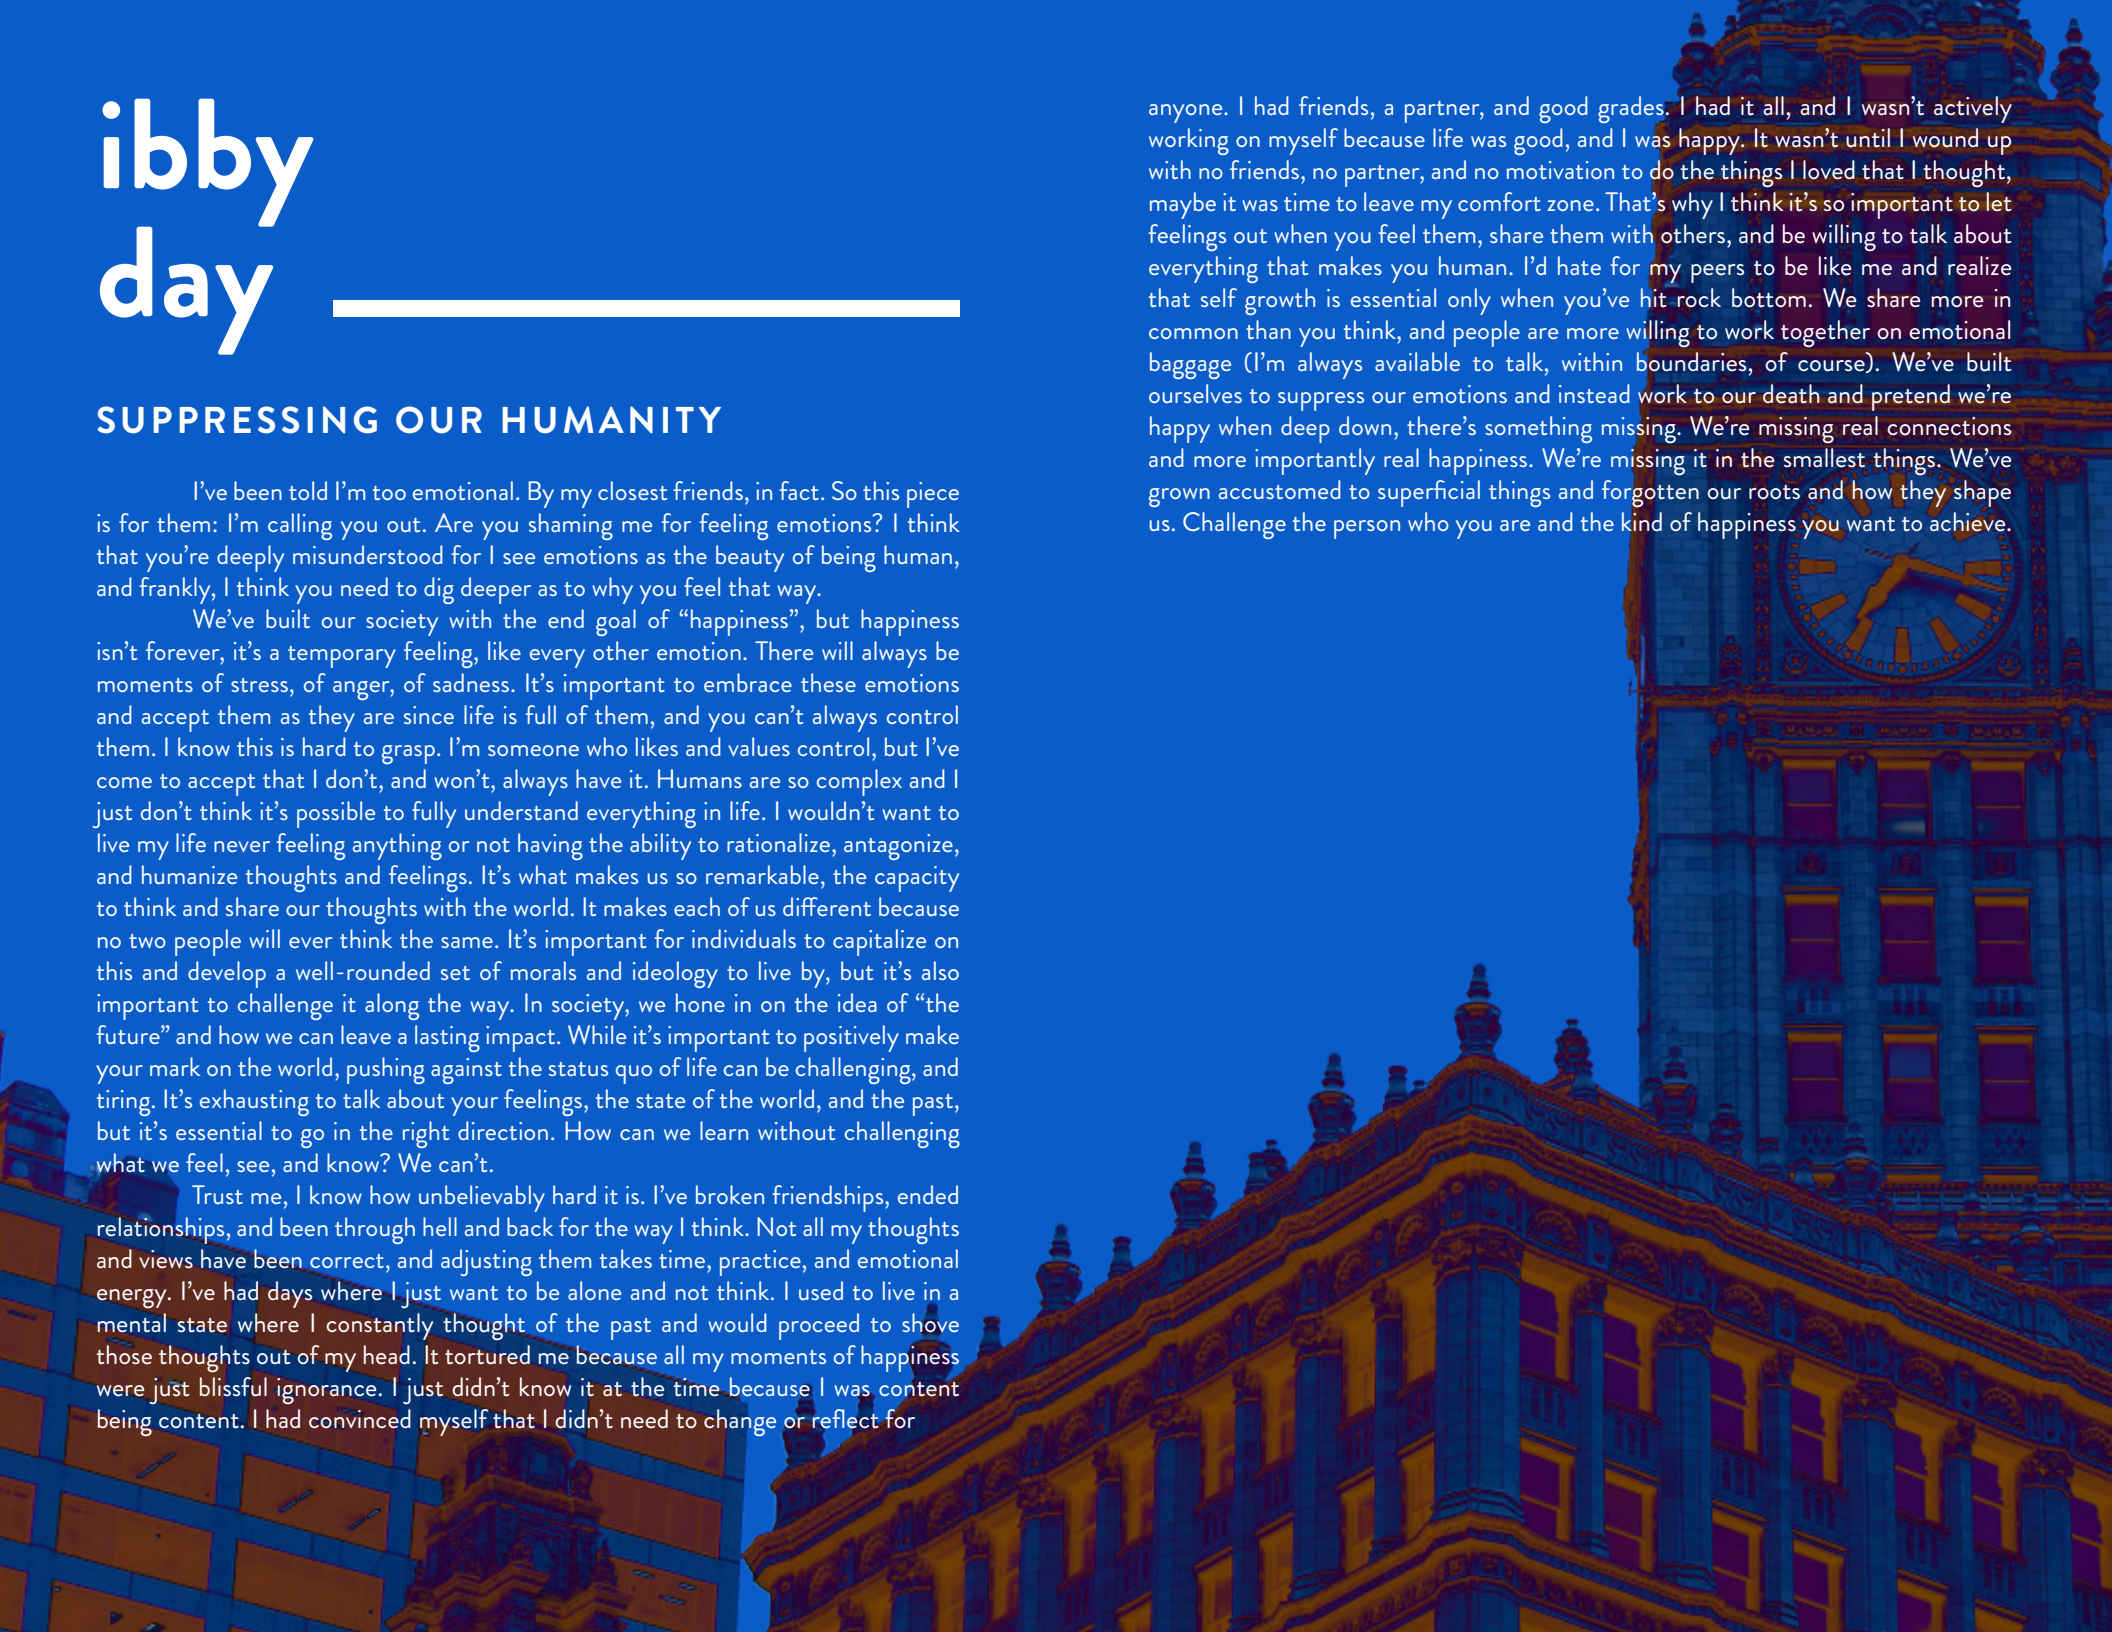 ibby
day
SUPPRESSING OUR HUMANITY
I’ve been told I’m too emotional. By my closest friends, in fact. So this piece
is for them: I’m calling you out. Are you shaming me for feeling emotions? I think
that you’re deeply misunderstood for I see emotions as the beauty of being human,
and frankly, I think you need to dig deeper as to why you feel that way.
We’ve built our society with the end goal of “happiness”, but happiness
isn’t forever, it’s a temporary feeling, like every other emotion. There will always be
moments of stress, of anger, of sadness. It’s important to embrace these emotions
and accept them as they are since life is full of them, and you can’t always control
them. I know this is hard to grasp. I’m someone who likes and values control, but I’ve
come to accept that I don’t, and won’t, always have it. Humans are so complex and I
just don’t think it’s possible to fully understand everything in life. I wouldn’t want to
live my life never feeling anything or not having the ability to rationalize, antagonize,
and humanize thoughts and feelings. It’s what makes us so remarkable, the capacity
to think and share our thoughts with the world. It makes each of us different because
no two people will ever think the same. It’s important for individuals to capitalize on
this and develop a well-rounded set of morals and ideology to live by, but it’s also
important to challenge it along the way. In society, we hone in on the idea of “the
future” and how we can leave a lasting impact. While it’s important to positively make
your mark on the world, pushing against the status quo of life can be challenging, and
tiring. It’s exhausting to talk about your feelings, the state of the world, and the past,
but it’s essential to go in the right direction. How can we learn without challenging
what we feel, see, and know? We can’t.
Trust me, I know how unbelievably hard it is. I’ve broken friendships, ended
relationships, and been through hell and back for the way I think. Not all my thoughts
and views have been correct, and adjusting them takes time, practice, and emotional
energy. I’ve had days where I just want to be alone and not think. I used to live in a
mental state where I constantly thought of the past and would proceed to shove
those thoughts out of my head. It tortured me because all my moments of happiness
were just blissful ignorance. I just didn’t know it at the time because I was content
being content. I had convinced myself that I didn’t need to change or reflect for
anyone. I had friends, a partner, and good grades. I had it all, and I wasn’t actively
working on myself because life was good, and I was happy. It wasn’t until I wound up
with no friends, no partner, and no motivation to do the things I loved that I thought,
maybe it was time to leave my comfort zone. That’s why I think it’s so important to let
feelings out when you feel them, share them with others, and be willing to talk about
everything that makes you human. I’d hate for my peers to be like me and realize
that self growth is essential only when you’ve hit rock bottom. We share more in
common than you think, and people are more willing to work together on emotional
baggage (I’m always available to talk, within boundaries, of course). We’ve built
ourselves to suppress our emotions and instead work to our death and pretend we’re
happy when deep down, there’s something missing. We’re missing real connections
and more importantly real happiness. We’re missing it in the smallest things. We’ve
grown accustomed to superficial things and forgotten our roots and how they shape
us. Challenge the person who you are and the kind of happiness you want to achieve.